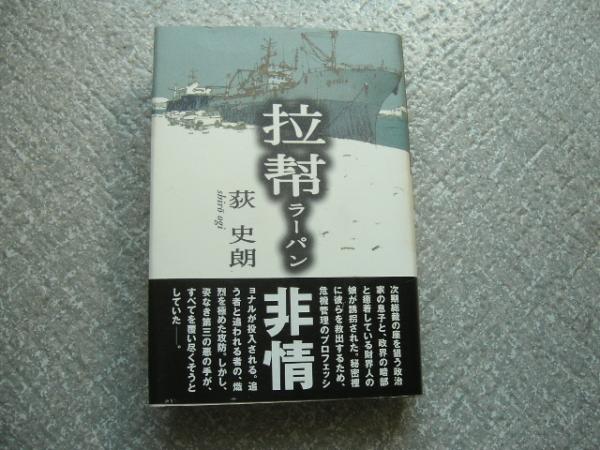 拉幇
ラーパン
荻 史朗
shirō ogi
非情
次期総裁の座を狙う政治
家の息子と、政界の暗部
と癒着している財界人の
娘が誘拐された。秘密裡
に彼らを救出するため、
危機管理のプロフェッシ
ョナルが投入される。追
う者と追われる者の、熾
烈を極めた攻防。しかし、
姿なき第三の悪の手が、
すべてを覆い尽くそうと
していた――。